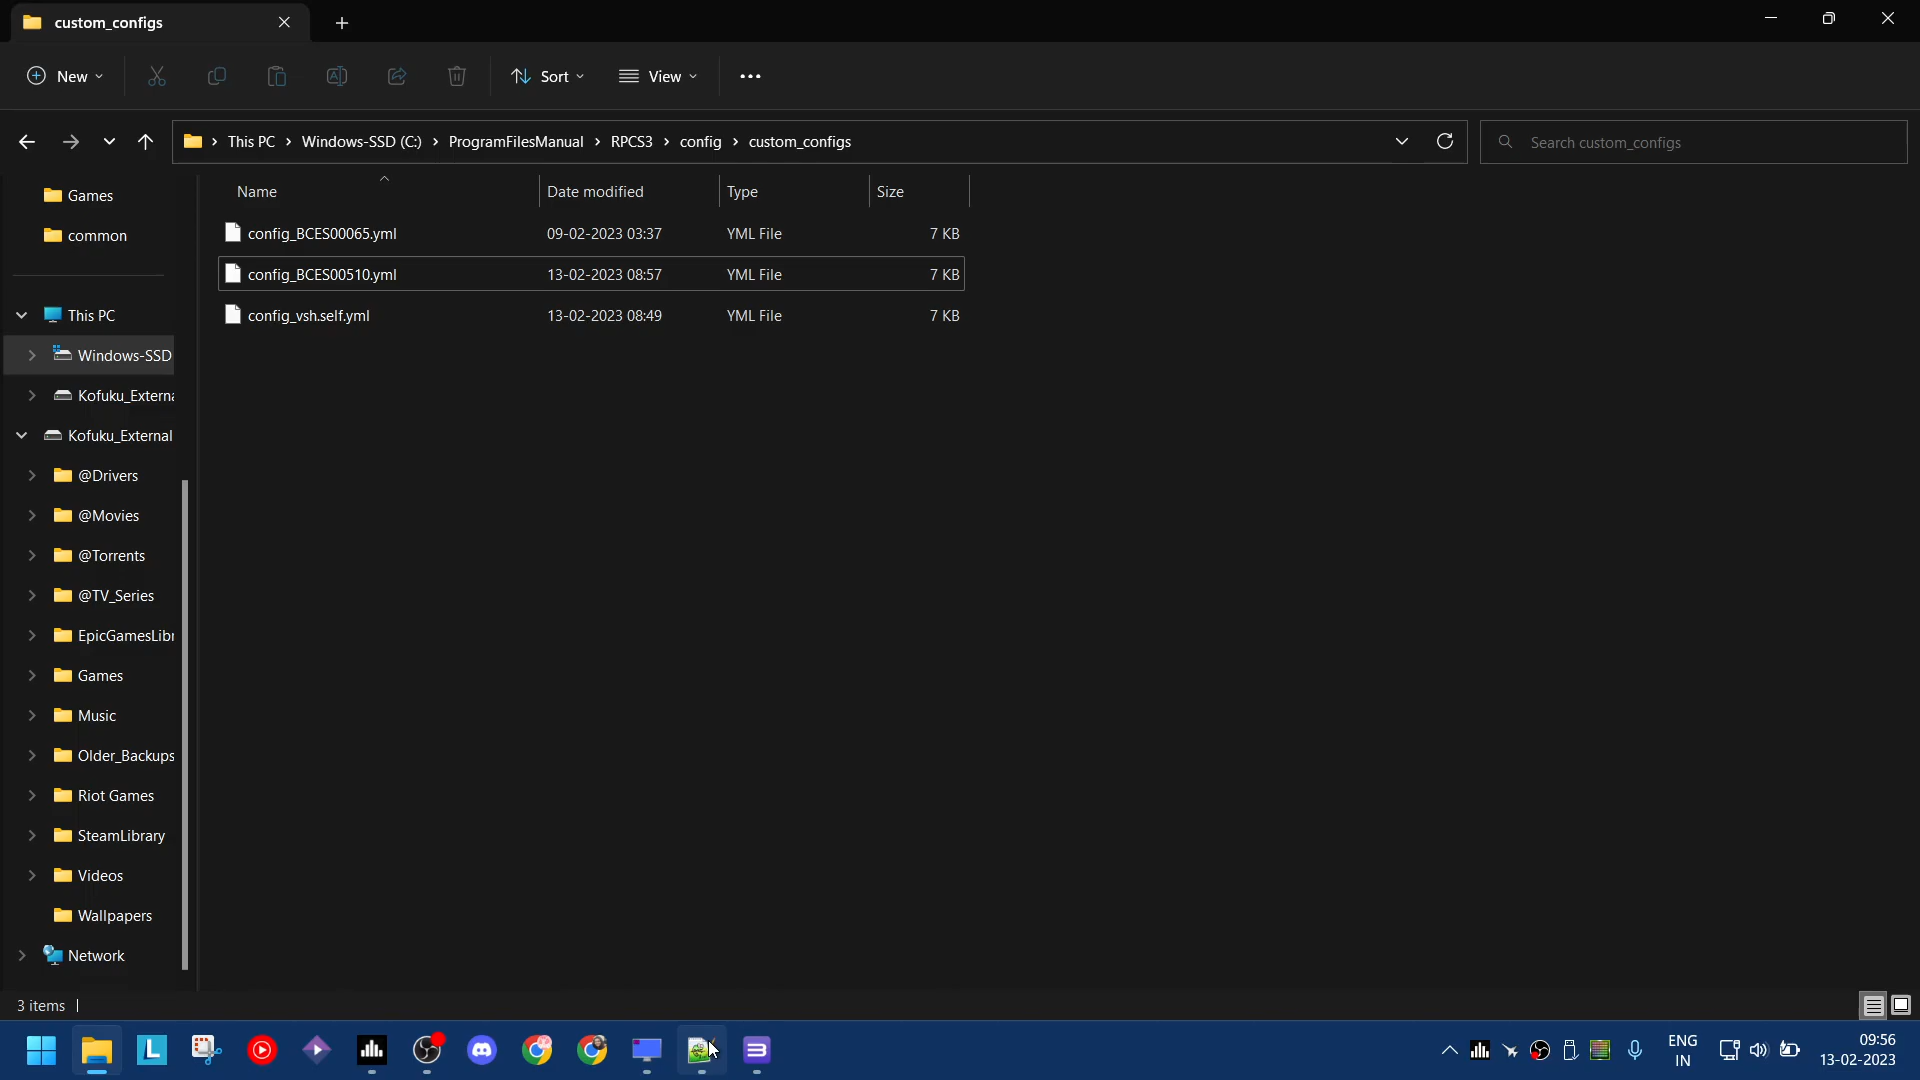 custom_configs
New
Sort
View
This PC
Windows-SSD (C:)
ProgramFilesManual
RPCS3
config
custom_configs
Search custom_configs
Name
Date modified
Type
Size
config_BCES00065.yml
09-02-2023 03:37
YML File
7 KB
config_BCES00510.yml
13-02-2023 08:57
YML File
7 KB
config_vsh.self.yml
13-02-2023 08:49
YML File
7 KB
Games
common
This PC
Windows-SSD
Kofuku_Externa
Kofuku_External
@Drivers
@Movies
@Torrents
@TV_Series
EpicGamesLibr
Games
Music
Older_Backups
Riot Games
SteamLibrary
Videos
Wallpapers
Network
3 items
L
ENG
IN
09:56
13-02-2023